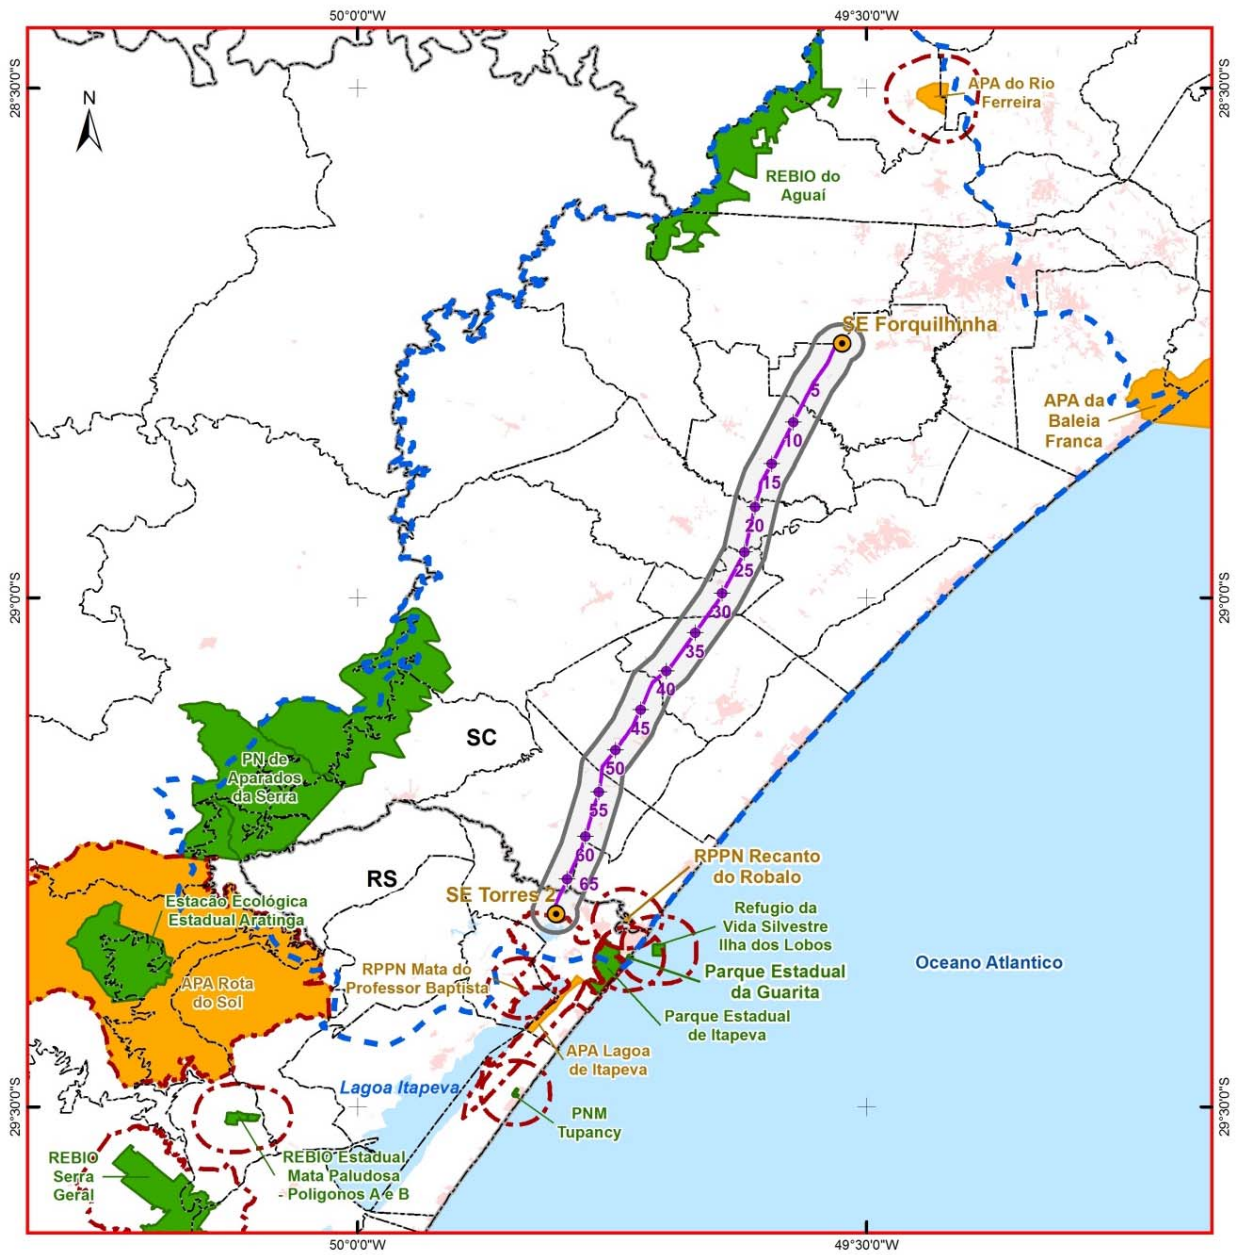 50°0'0"W
49°30'0"W
28°30'0"S
28°30'0"S
N
APA do Rio
Ferreira
REBIO do
Aguaí
SE Forquilhinha
APA da
Baleia
Franca
5
10
15
20
25
30
35
40
45
50
55
60
65
29°0'0"S
29°0'0"S
SC
PN de
Aparados
da Serra
RS
RPPN Recanto
do Robalo
SE Torres 2
Estacão Ecológica
Estadual Aratinga
Refugio da
Vida Silvestre
Ilha dos Lobos
Oceano Atlantico
RPPN Mata do
Professor Baptista
Parque Estadual
da Guarita
APA Rota
do Sol
Parque Estadual
de Itapeva
APA Lagoa
de Itapeva
Lagoa Itapeva
29°30'0"S
29°30'0"S
PNM
Tupancy
REBIO
Serra
Geral
REBIO Estadual
Mata Paludosa
- Poligonos A e B
50°0'0"W
49°30'0"W